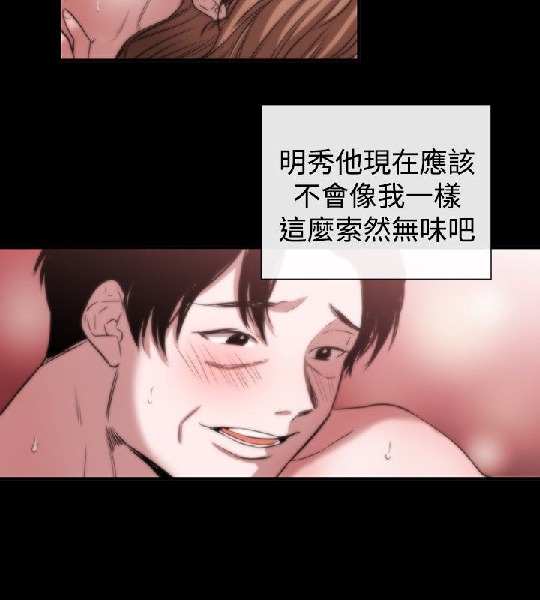 明秀他現在應該
不會像我一樣
這麼索然無味吧